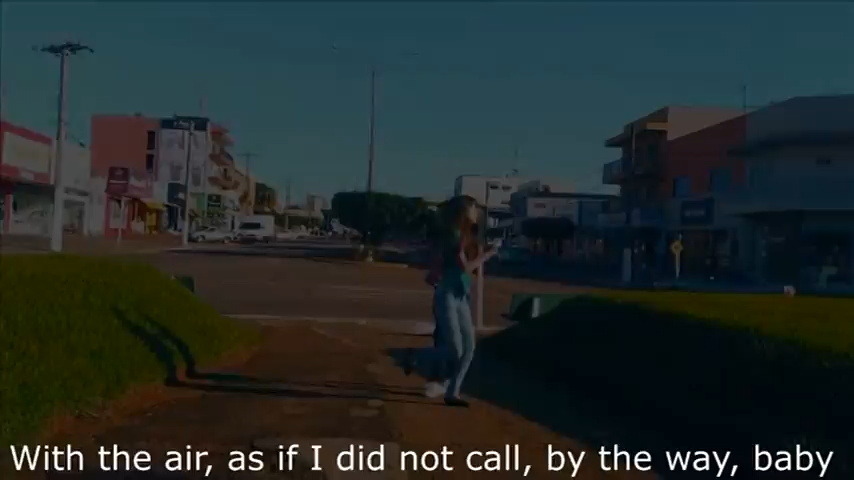 With the air, as if I did not call, by the way, baby